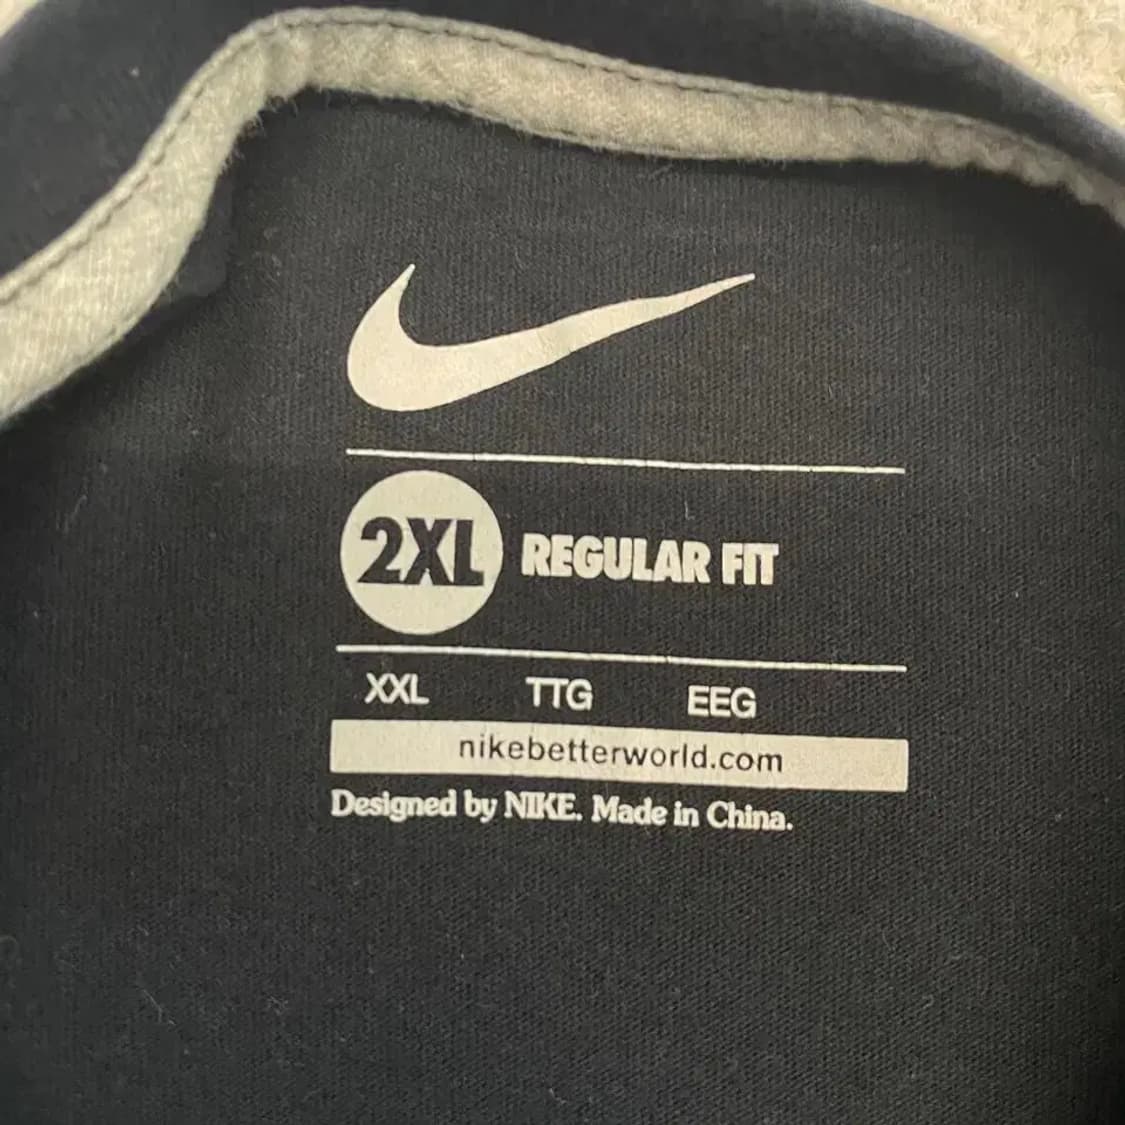 2XL REGULAR FIT
XXL TTG EEG
nikebetterworld.com
Designed by NIKE. Made in China.